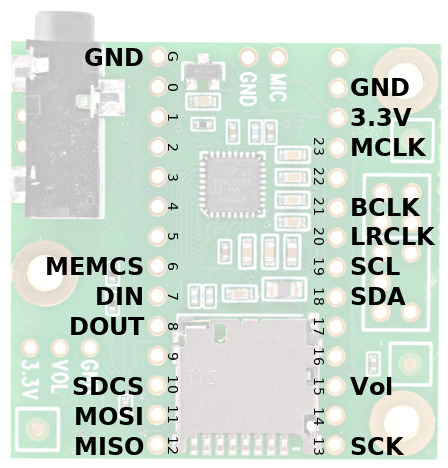 GND G
GND MIC
0 GND
1 3.3V
2 23 MCLK
3 22
4 21 BCLK
5 20 LRCLK
MEMCS 6 19 SCL
DIN 7 18 SDA
DOUT 8 17
9 16
3.3V VOL
SDCS 10 15 Vol
MOSI 11 14
MISO 12 13 SCK